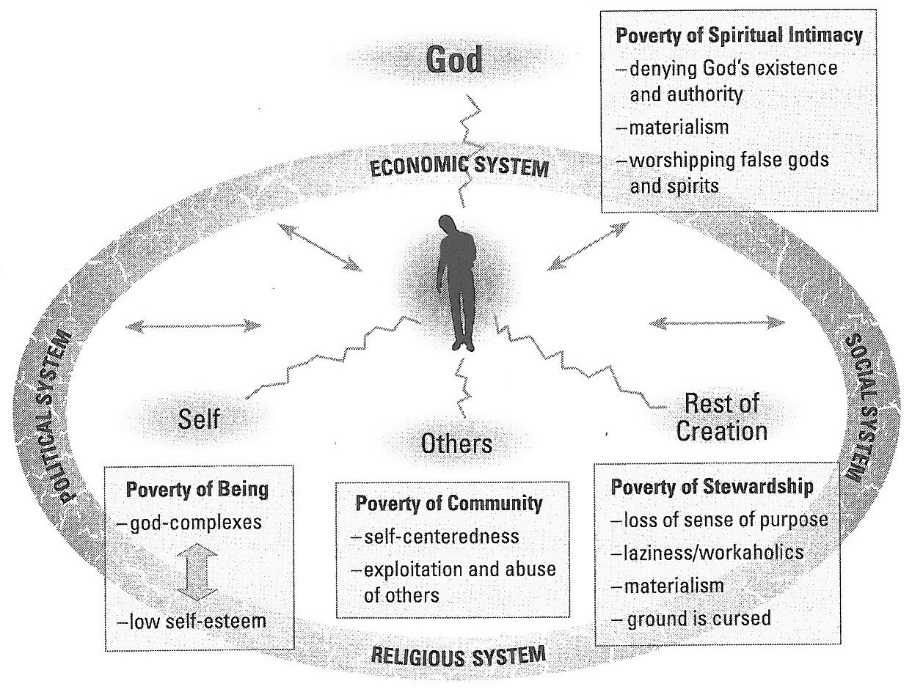 God
Poverty of Spiritual Intimacy
–denying God's existence
and authority
–materialism
–worshipping false gods
and spirits
ECONOMIC SYSTEM
POLITICAL SYSTEM
SOCIAL SYSTEM
Self
Others
Rest of
Creation
Poverty of Being
–god-complexes
–low self-esteem
Poverty of Community
–self-centeredness
–exploitation and abuse
of others
Poverty of Stewardship
–loss of sense of purpose
–laziness/workaholics
–materialism
– ground is cursed
RELIGIOUS SYSTEM